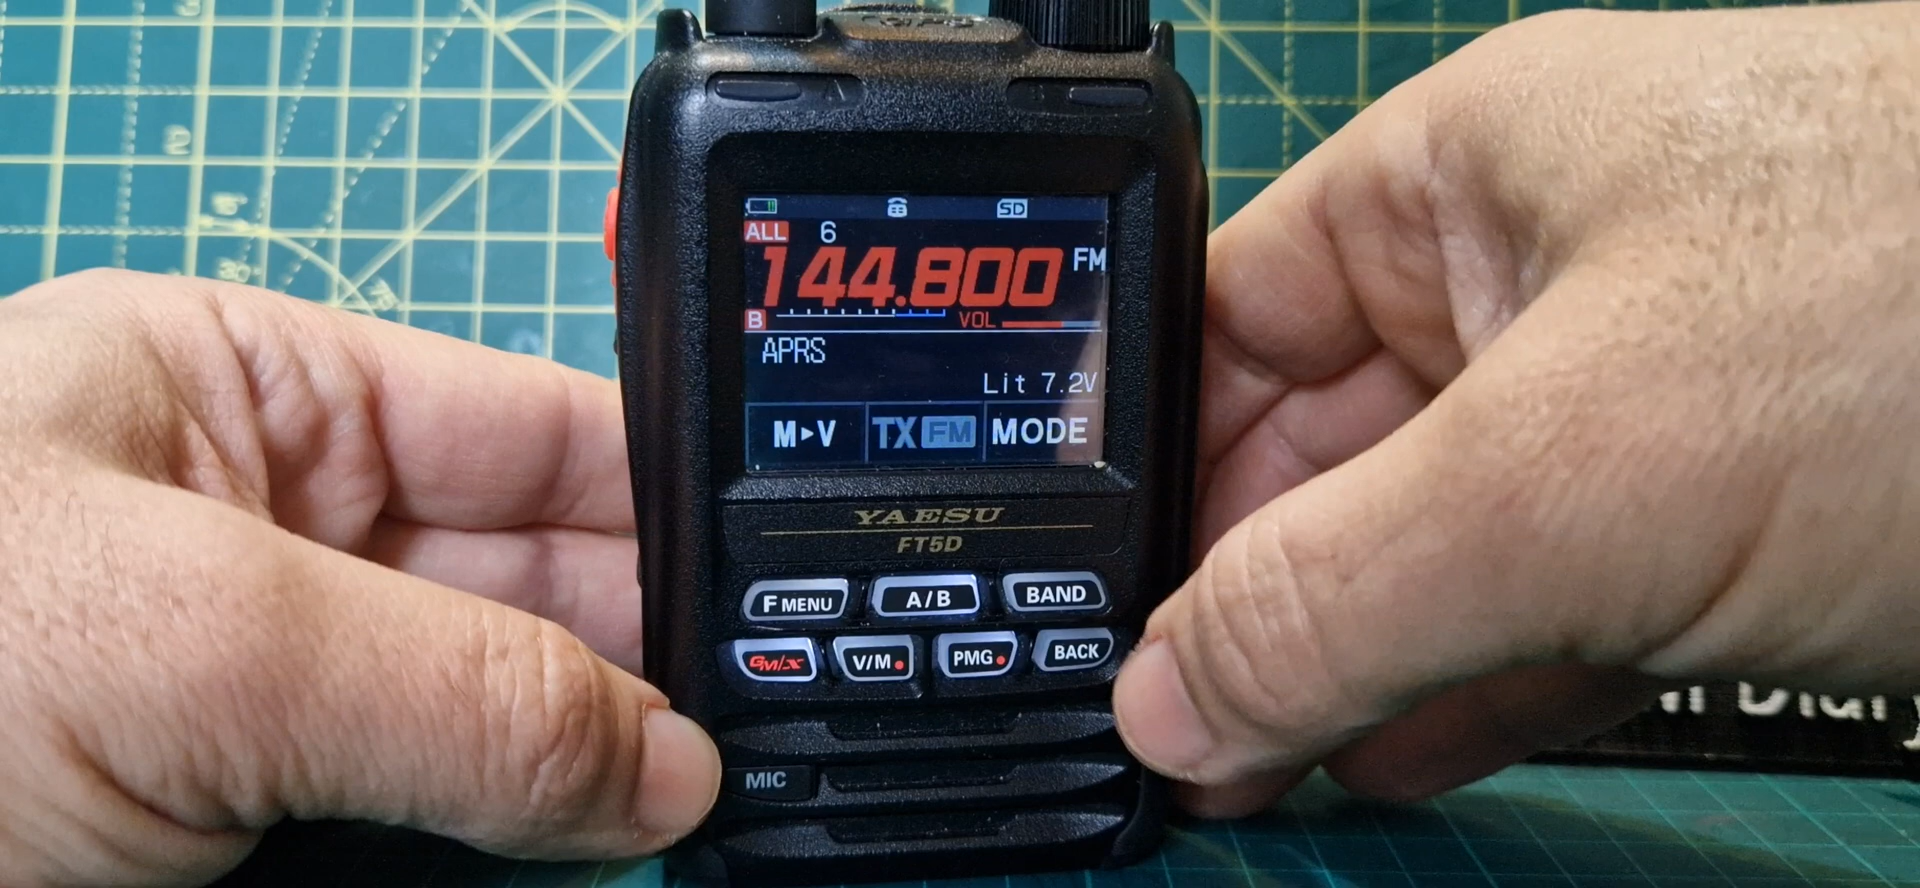 SD
ALL 6
144.800 FM
B VOL
APRS
Lit 7.2V
M►V TX FM MODE
YAESU
FT5D
F MENU A/B BAND
GM/X V/M PMG BACK
MIC